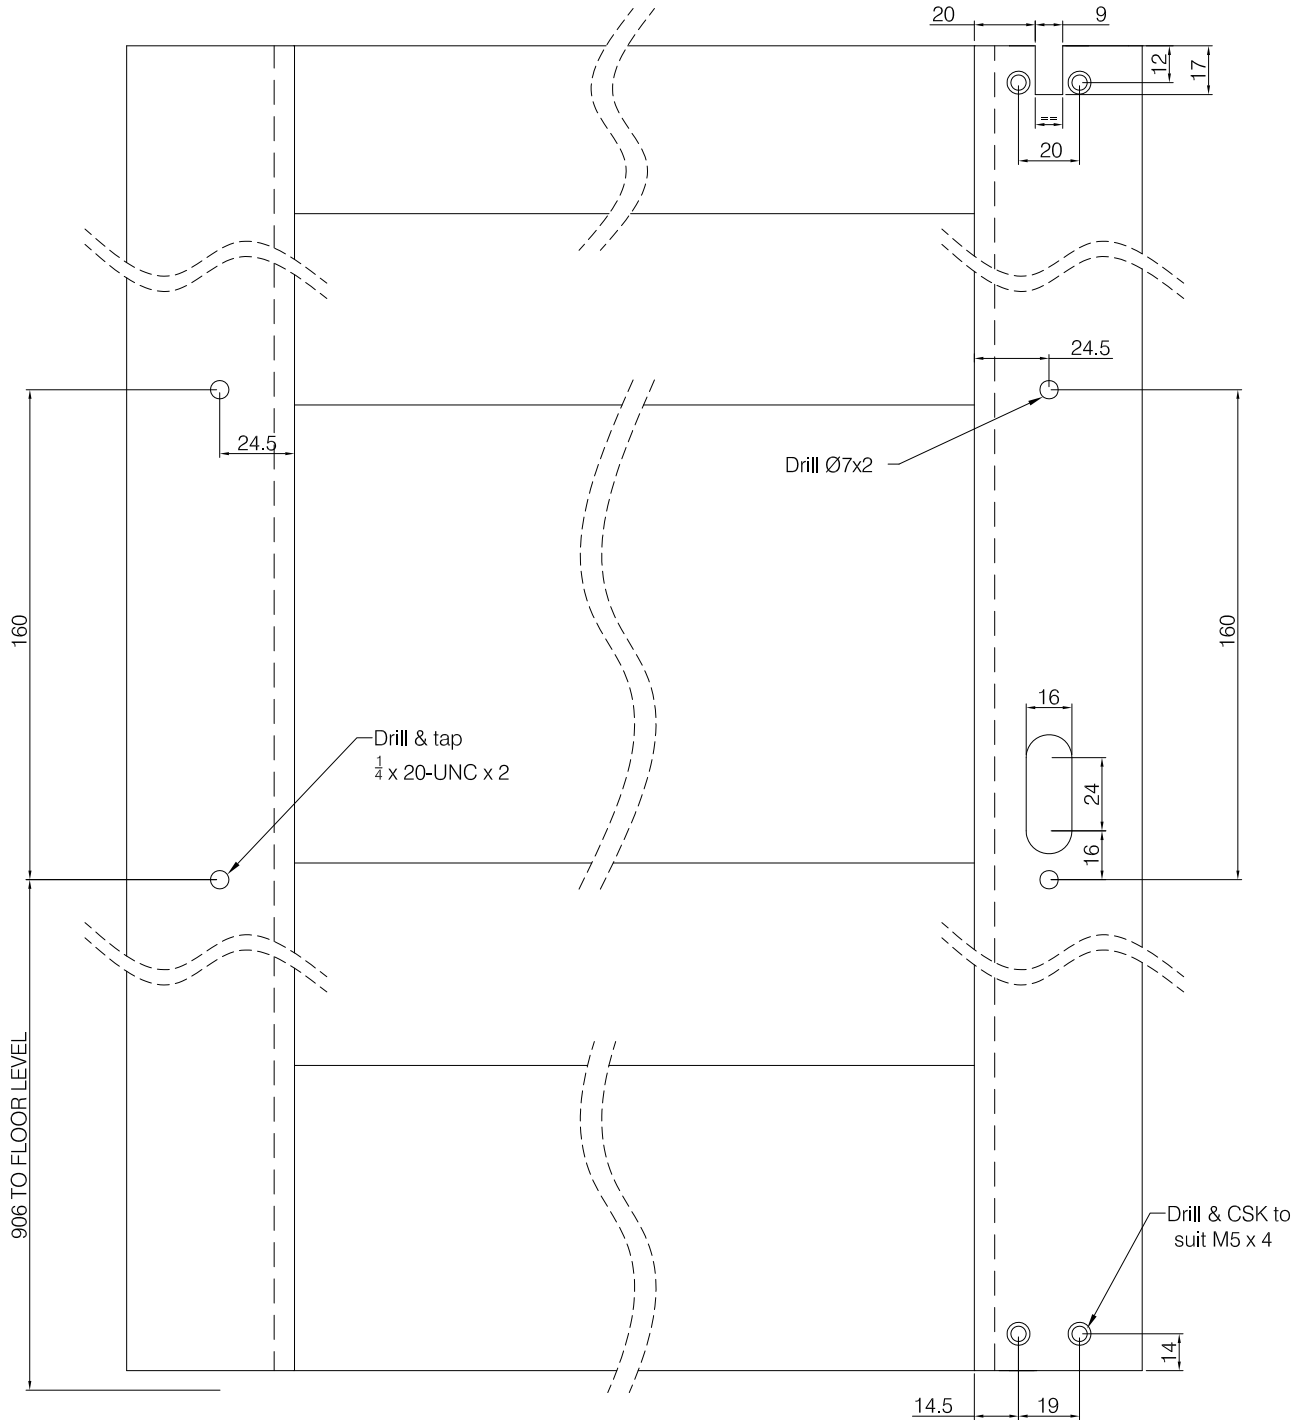 20
9
12
17
==
20
24.5
24.5
Drill Ø7x2
160
160
16
Drill & tap
1/4 x 20-UNC x 2
24
16
906 TO FLOOR LEVEL
Drill & CSK to
suit M5 x 4
14
14.5
19